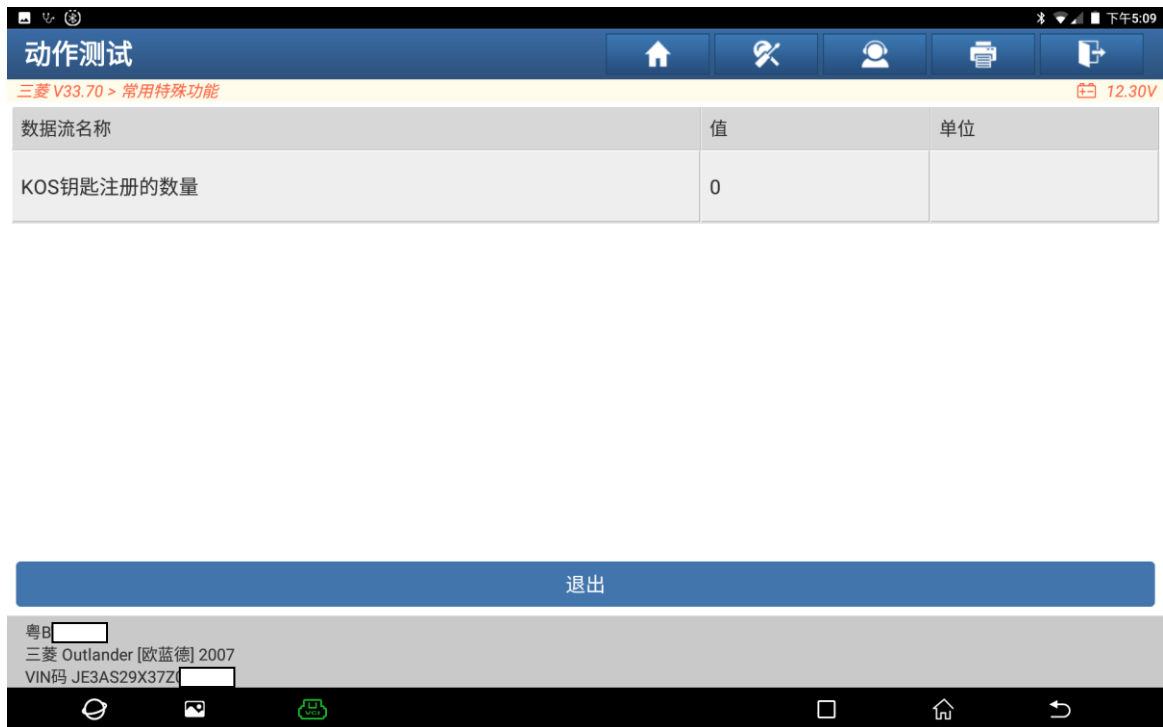 下午5:09
动作测试
三菱 V33.70 > 常用特殊功能 12.30V
数据流名称 值 单位
KOS钥匙注册的数量 0
退出
粤B
三菱 Outlander [欧蓝德] 2007
VIN码 JE3AS29X37Z
VCI